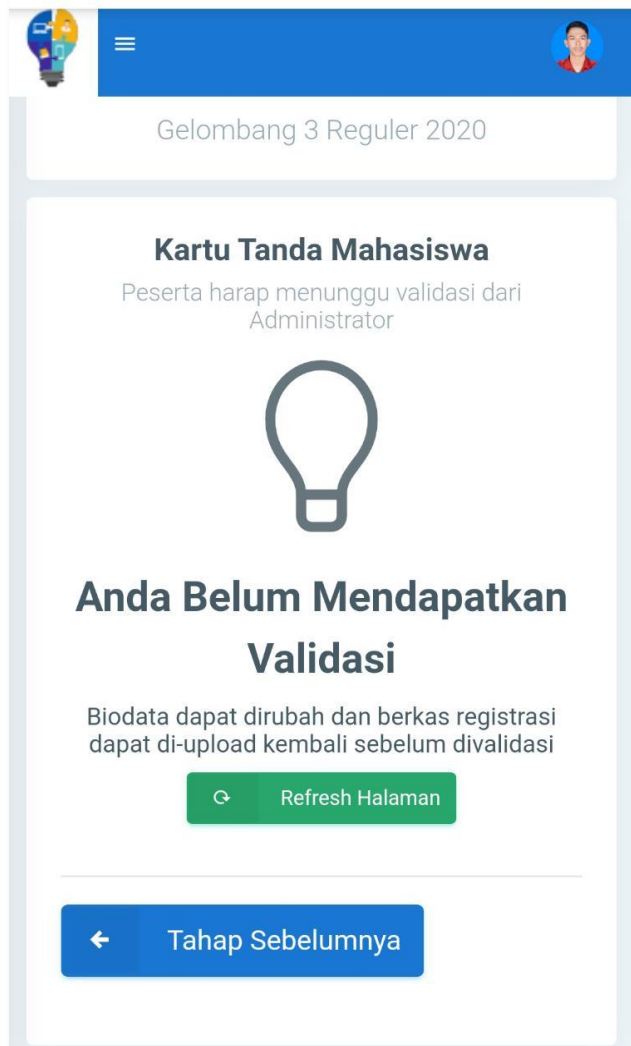 Gelombang 3 Reguler 2020
Kartu Tanda Mahasiswa
Peserta harap menunggu validasi dari
Administrator
Anda Belum Mendapatkan
Validasi
Biodata dapat dirubah dan berkas registrasi
dapat di-upload kembali sebelum divalidasi
Refresh Halaman
Tahap Sebelumnya